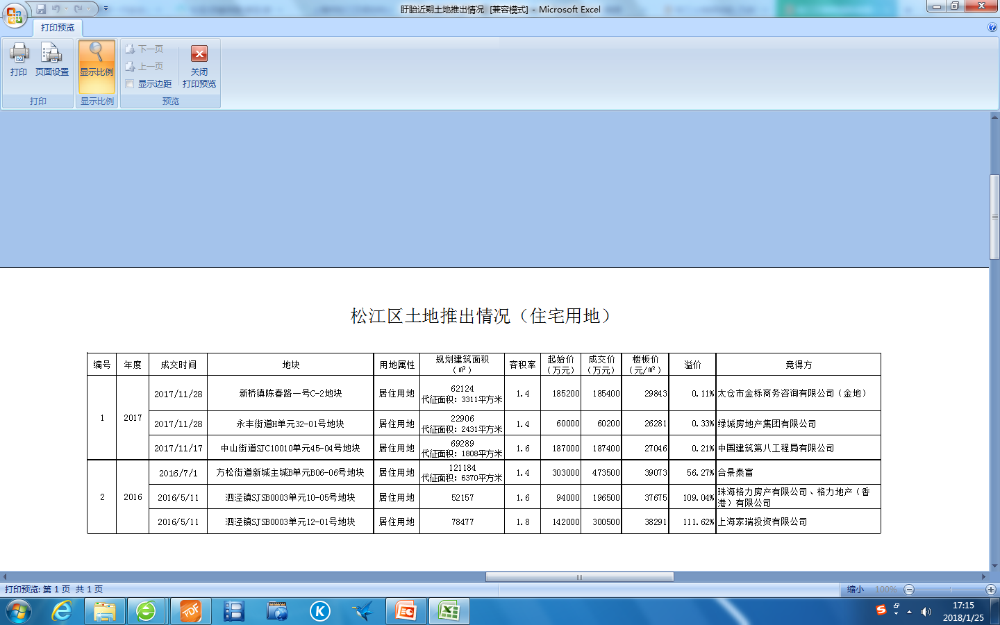 盱眙近期土地推出情况 [兼容模式] - Microsoft Excel
打印预览
打印
页面设置
显示比例
下一页
上一页
显示边距
关闭
打印预览
打印
显示比例
预览
松江区土地推出情况（住宅用地）
编号 年度 成交时间 地块 用地属性 规划建筑面积（㎡） 容积率 起始价（万元） 成交价（万元） 楼板价（元/㎡） 溢价 竞得方
1 2017
2017/11/28 新桥镇陈春路一号C-2地块 居住用地 62124 代征面积：3311平方米 1.4 185200 185400 29843 0.11% 太仓市金栎商务咨询有限公司（金地）
2017/11/28 永丰街道H单元32-01号地块 居住用地 22906 代征面积：2431平方米 1.4 60000 60200 26281 0.33% 绿城房地产集团有限公司
2017/11/17 中山街道SJC10010单元45-04号地块 居住用地 69289 代征面积：1808平方米 1.6 187000 187400 27046 0.21% 中国建筑第八工程局有限公司
2 2016
2016/7/1 方松街道新城主城B单元B06-06号地块 居住用地 121184 代征面积：6370平方米 1.4 303000 473500 39073 56.27% 合景泰富
2016/5/11 泗泾镇SJSB0003单元10-05号地块 居住用地 52157 1.6 94000 196500 37675 109.04% 珠海格力房产有限公司、格力地产（香港）有限公司
2016/5/11 泗泾镇SJSB0003单元12-01号地块 居住用地 78477 1.8 142000 300500 38291 111.62% 上海家瑞投资有限公司
打印预览: 第 1 页 共 1 页
缩小 100%
PDF
K
17:15
2018/1/25